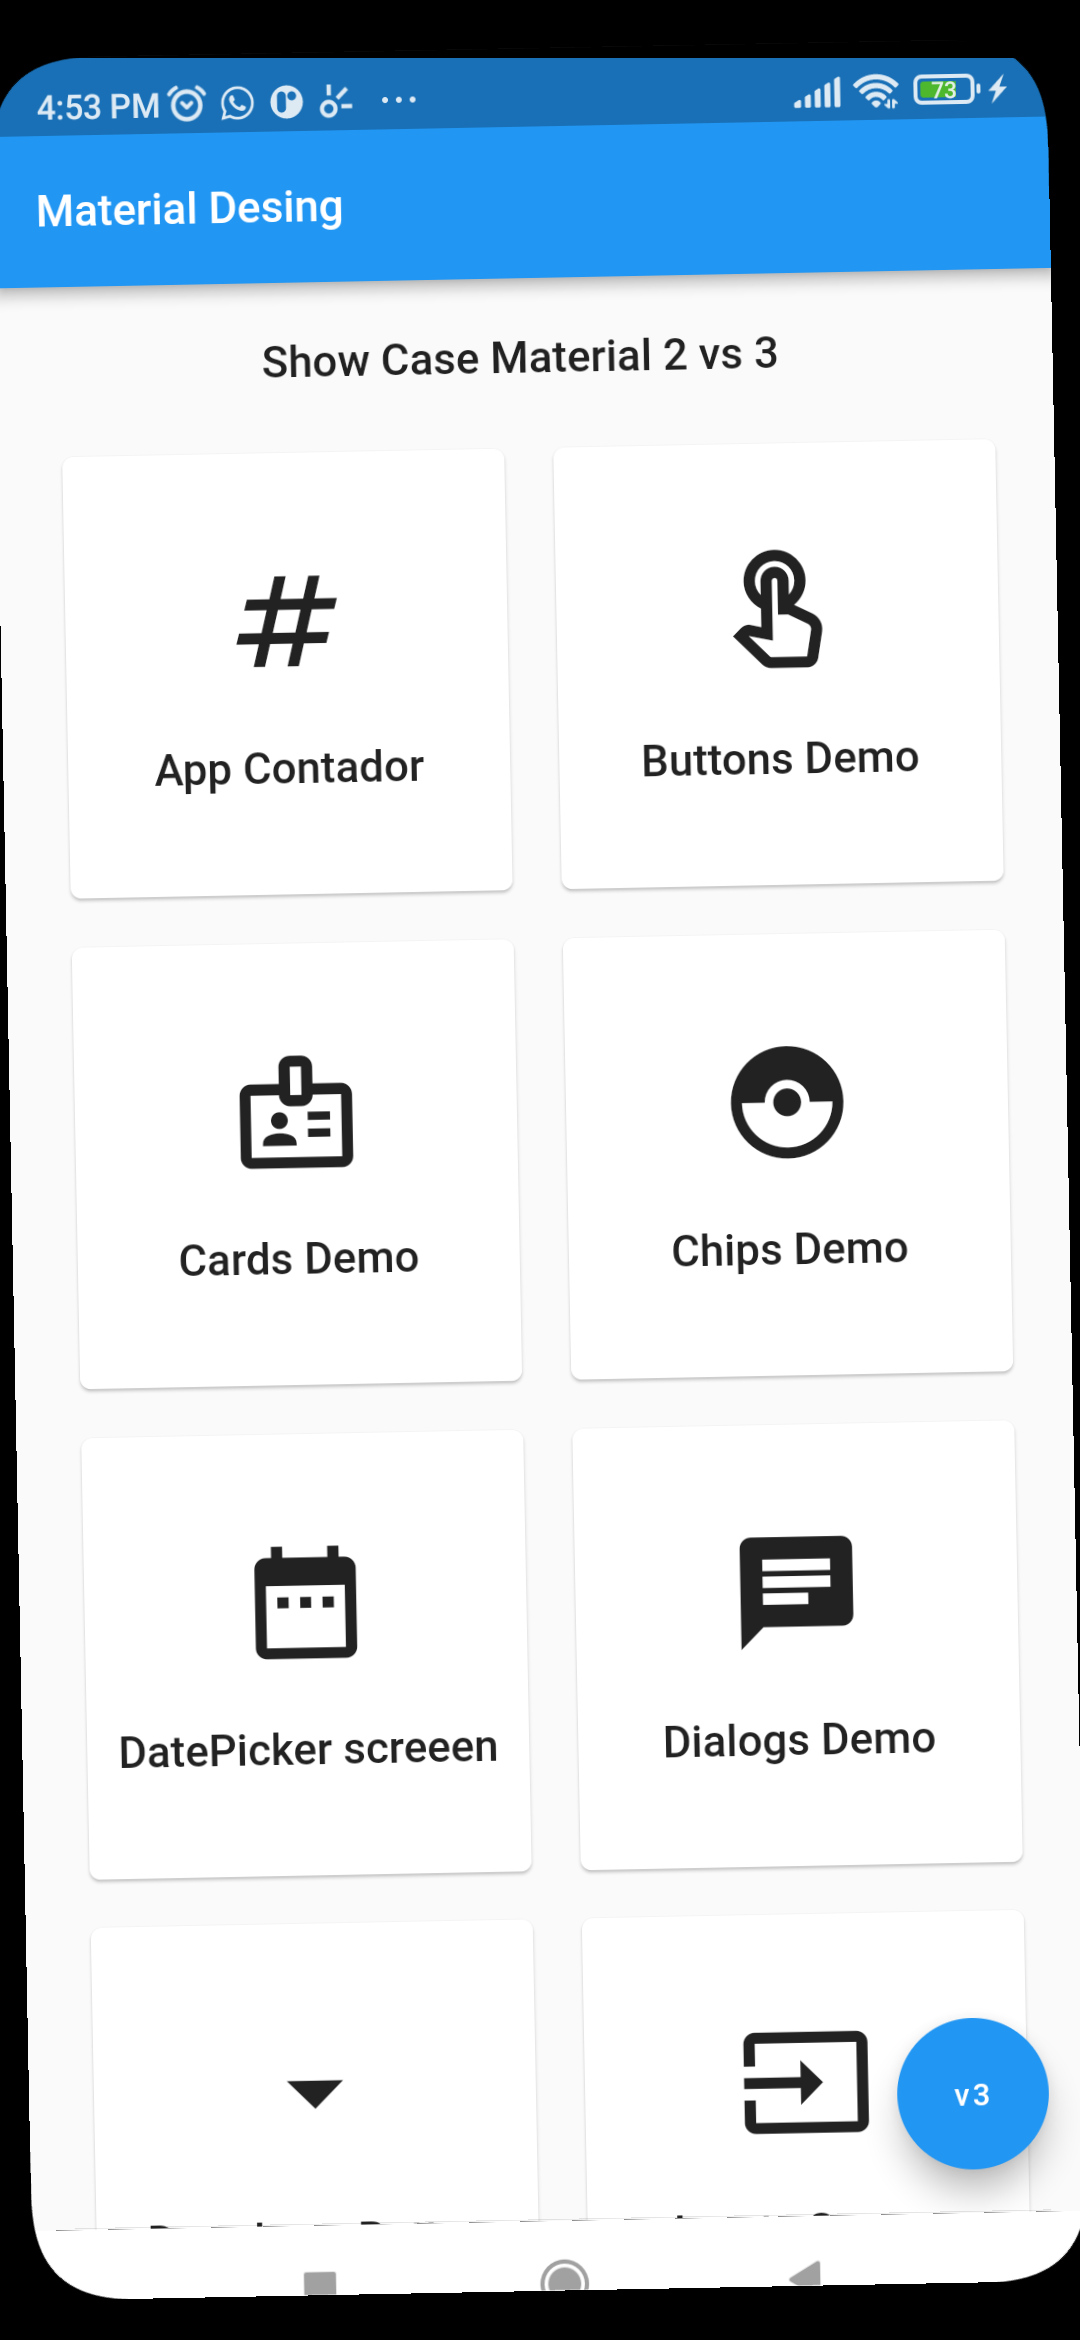 4:53 PM
73
Material Desing
Show Case Material 2 vs 3
App Contador
Buttons Demo
Cards Demo
Chips Demo
DatePicker screeen
Dialogs Demo
v3